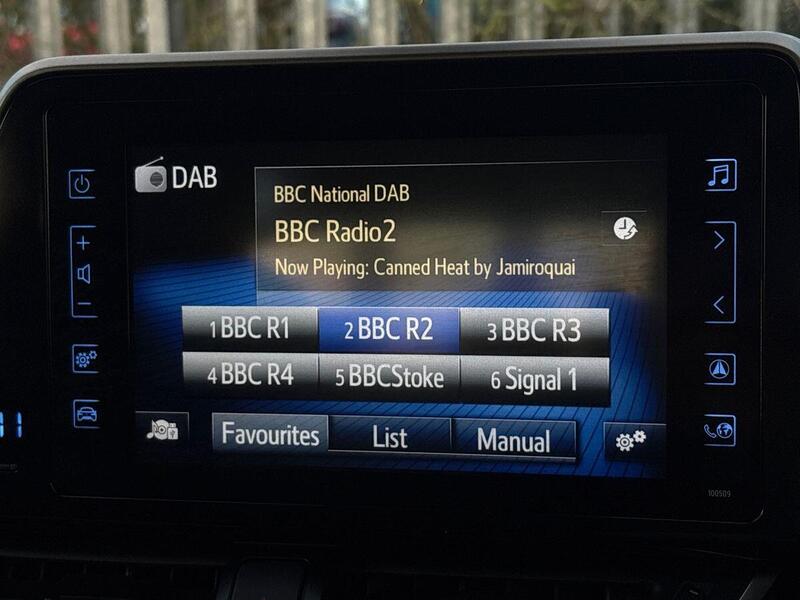 DAB
BBC National DAB
BBC Radio2
Now Playing: Canned Heat by Jamiroquai
1 BBC R1 2 BBC R2 3 BBC R3
4 BBC R4 5 BBCStoke 6 Signal 1
Favourites List Manual
100509